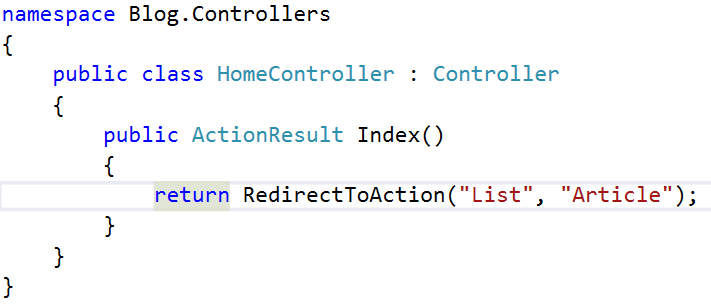 namespace Blog.Controllers
{
    public class HomeController : Controller
    {
        public ActionResult Index()
        {
            return RedirectToAction("List", "Article");
        }
    }
}